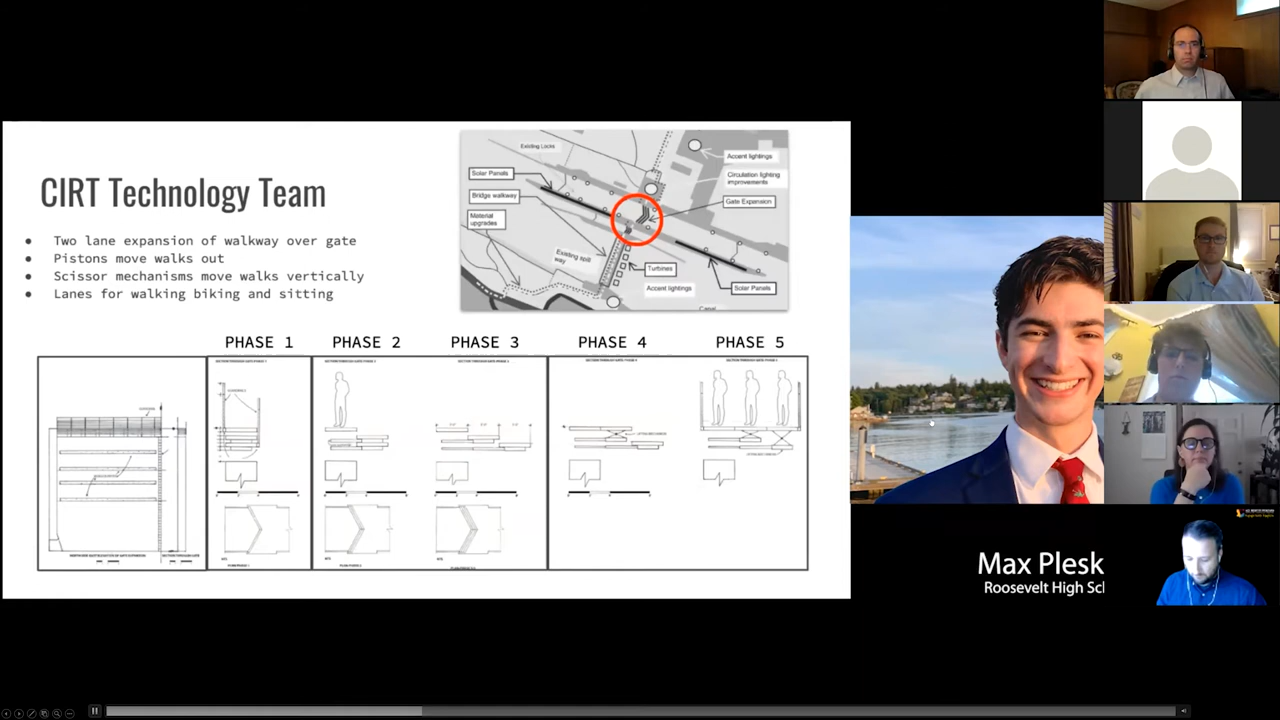 CIRT Technology Team
Two lane expansion of walkway over gate
Pistons move walks out
Scissor mechanisms move walks vertically
Lanes for walking biking and sitting
Existing Locks
Solar Panels
Bridge walkway
Material
upgrades
Existing spill
way
Accent lightings
Circulation lighting
improvements
Gate Expansion
Turbines
Accent lightings
Solar Panels
Canal
PHASE 1
PHASE 2
PHASE 3
PHASE 4
PHASE 5
Max Plesk
Roosevelt High Sc